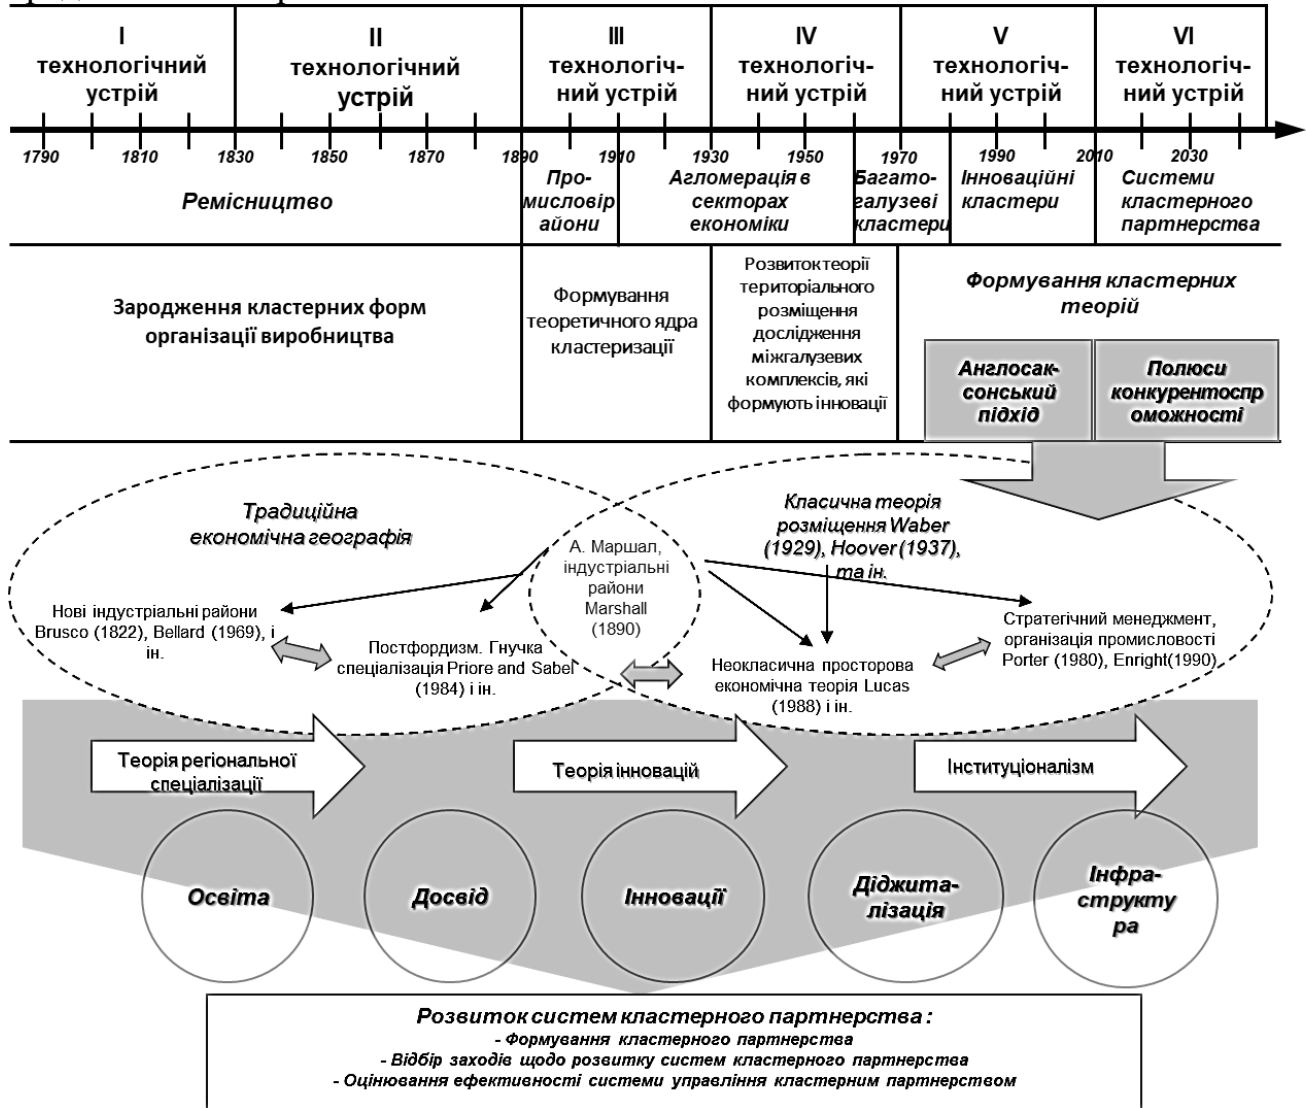 I
технологічний
устрій
II
технологічний
устрій
III
технологіч-
ний устрій
IV
технологіч-
ний устрій
V
технологіч-
ний устрій
VI
технологіч-
ний устрій
1790
1810
1830
1850
1870
1890
1910
1930
1950
1970
1990
2010
2030
Ремісництво
Про-
мисловір
айони
Агломерація в
секторах
економіки
Багато-
галузеві
кластери
Інноваційні
кластери
Системи
кластерного
партнерства
Зародження кластерних форм
організації виробництва
Формування
теоретичного ядра
кластеризації
Розвиток теорії
територіального
розміщення
дослідження
міжгалузевих
комплексів, які
формують інновації
Формування кластерних
теорій
Англосак-
сонський
підхід
Полюси
конкурентоспр
оможності
Традиційна
економічна географія
Класична теорія
розміщення Waber
(1929), Hoover (1937),
та ін.
А. Маршал,
індустріальні
райони
Marshall
(1890)
Нові індустріальні райони
Brusco (1822), Bellard (1969), і
ін.
Постфордизм. Гнучка
спеціалізація Priore and Sabel
(1984) і ін.
Неокласична просторова
економічна теорія Lucas
(1988) і ін.
Стратегічний менеджмент,
організація промисловості
Porter (1980), Enright(1990)
Теорія регіональної
спеціалізації
Теорія інновацій
Інституціоналізм
Освіта
Досвід
Інновації
Діджита-
лізація
Інфра-
структу
ра
Розвиток систем кластерного партнерства :
- Формування кластерного партнерства
- Відбір заходів щодо розвитку систем кластерного партнерства
- Оцінювання ефективності системи управління кластерним партнерством